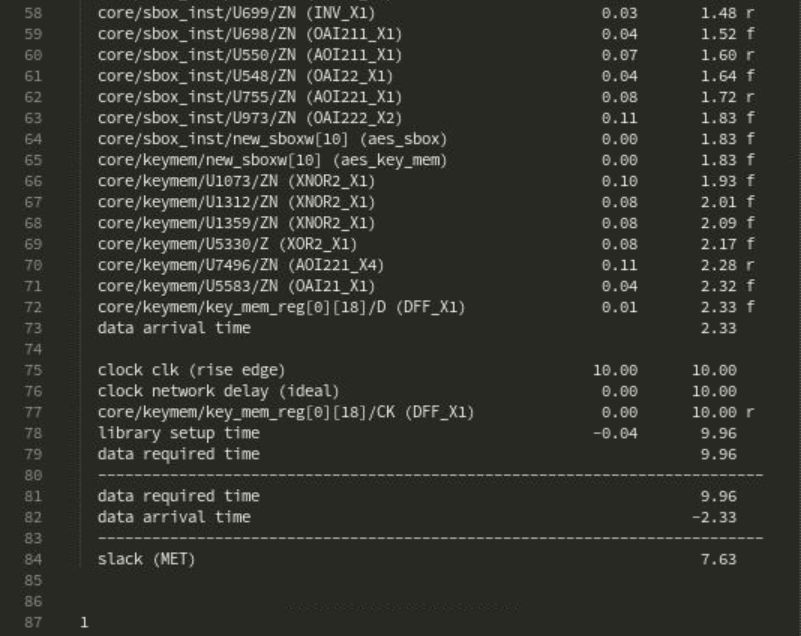 58 core/sbox_inst/U699/ZN (INV_X1) 0.03 1.48 r
59 core/sbox_inst/U698/ZN (OAI211_X1) 0.04 1.52 f
60 core/sbox_inst/U550/ZN (AOI211_X1) 0.07 1.60 r
61 core/sbox_inst/U548/ZN (OAI22_X1) 0.04 1.64 f
62 core/sbox_inst/U755/ZN (AOI221_X1) 0.08 1.72 r
63 core/sbox_inst/U973/ZN (OAI222_X2) 0.11 1.83 f
64 core/sbox_inst/new_sboxw[10] (aes_sbox) 0.00 1.83 f
65 core/keymem/new_sboxw[10] (aes_key_mem) 0.00 1.83 f
66 core/keymem/U1073/ZN (XNOR2_X1) 0.10 1.93 f
67 core/keymem/U1312/ZN (XNOR2_X1) 0.08 2.01 f
68 core/keymem/U1359/ZN (XNOR2_X1) 0.08 2.09 f
69 core/keymem/U5330/Z (XOR2_X1) 0.08 2.17 f
70 core/keymem/U7496/ZN (AOI221_X4) 0.11 2.28 r
71 core/keymem/U5583/ZN (OAI21_X1) 0.04 2.32 f
72 core/keymem/key_mem_reg[0][18]/D (DFF_X1) 0.01 2.33 f
73 data arrival time 2.33
74
75 clock clk (rise edge) 10.00 10.00
76 clock network delay (ideal) 0.00 10.00
77 core/keymem/key_mem_reg[0][18]/CK (DFF_X1) 0.00 10.00 r
78 library setup time -0.04 9.96
79 data required time 9.96
80 --------------------------------------------------------------------------
81 data required time 9.96
82 data arrival time -2.33
83 --------------------------------------------------------------------------
84 slack (MET) 7.63
85
86
87 1